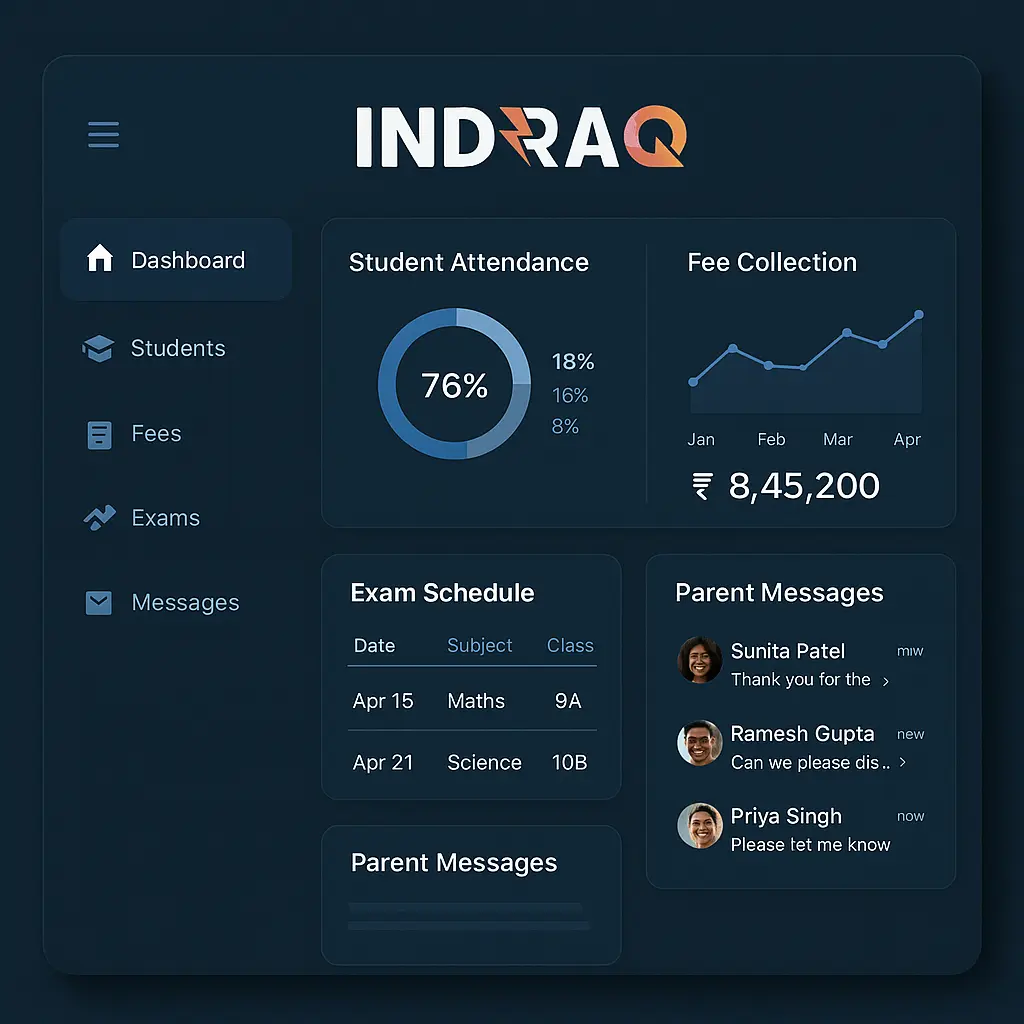 INDRAQ
Dashboard
Students
Fees
Exams
Messages
Student Attendance
76%
18%
16%
8%
Fee Collection
Jan Feb Mar Apr
₹ 8,45,200
Exam Schedule
Date Subject Class
Apr 15 Maths 9A
Apr 21 Science 10B
Parent Messages
Sunita Patel mıw
Thank you for the ›
Ramesh Gupta new
Can we please dis.. ›
Priya Singh now
Please tet me know
Parent Messages